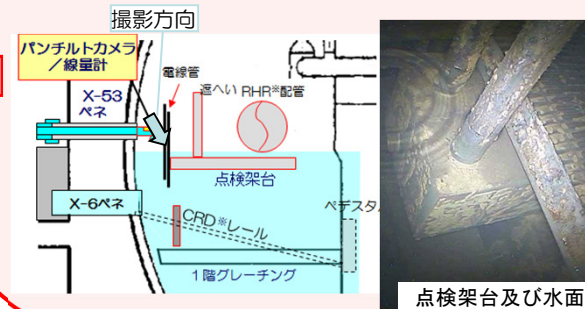 撮影方向
パンチルトカメラ
／線量計
電線管
遮へい
RHR※配管
X-53
ペネ
点検架台
X-6ペネ
CRD※レール
ペデスタ
1階グレーチング
点検架台及び水面